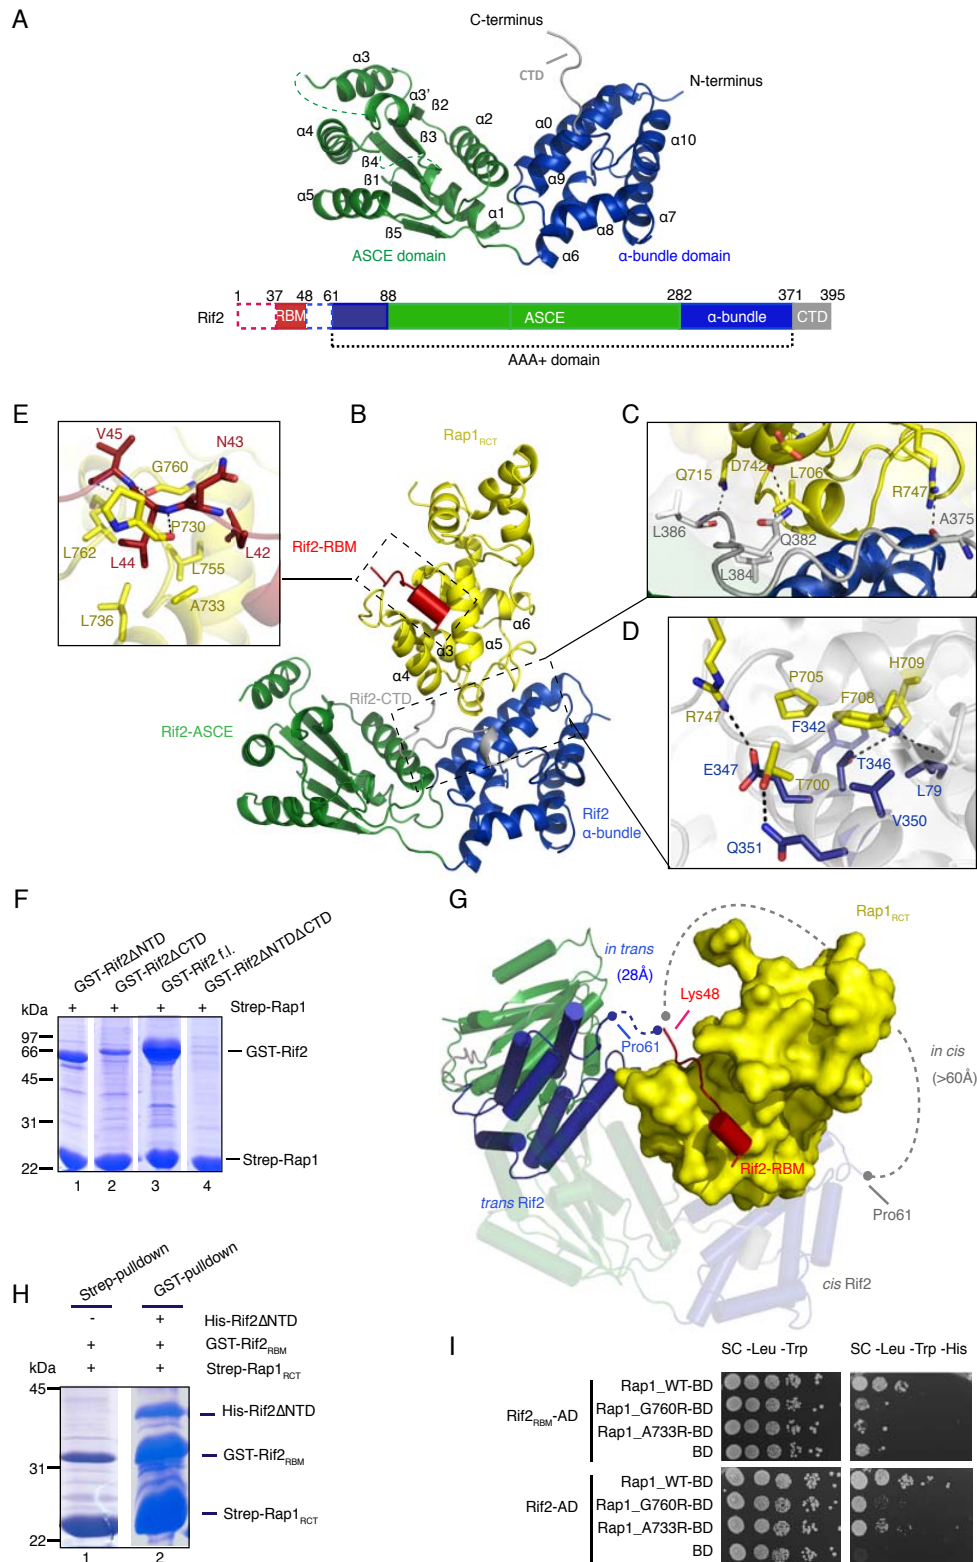 A
C-terminus
CTD
N-terminus
α3
α3'
ß2
α2
α4
ß3
ß4
ß1
α5
ß5
α1
α0
α10
α9
α8
α7
α6
ASCE domain
α-bundle domain
1 37 48 61 88 282 371 395
Rif2 RBM ASCE α-bundle CTD
AAA+ domain
E
V45
N43
G760
P730
L762
L44
L42
L755
A733
L736
B
Rap1RCT
Rif2-RBM
α6
α5
α3
α4
Rif2-CTD
Rif2-ASCE
Rif2
α-bundle
C
Q715
D742
L706
R747
L386
Q382
A375
L384
D
H709
P705
F708
R747
F342
E347
T346
T700
L79
V350
Q351
F
GST-Rif2ΔNTD
GST-Rif2ΔCTD
GST-Rif2 f.l.
GST-Rif2ΔNTDΔCTD
kDa + + + + Strep-Rap1
97
66
GST-Rif2
45
31
22
Strep-Rap1
1 2 3 4
G
Rap1RCT
in trans
(28Å)
Lys48
Pro61
in cis
(>60Å)
Rif2-RBM
trans Rif2
Pro61
cis Rif2
H
Strep-pulldown
GST-pulldown
- + His-Rif2ΔNTD
+ + GST-Rif2RBM
kDa + + Strep-Rap1RCT
45
His-Rif2ΔNTD
GST-Rif2RBM
31
Strep-Rap1RCT
22
1 2
I
SC -Leu -Trp
SC -Leu -Trp -His
Rif2RBM-AD
Rap1_WT-BD
Rap1_G760R-BD
Rap1_A733R-BD
BD
Rif2-AD
Rap1_WT-BD
Rap1_G760R-BD
Rap1_A733R-BD
BD